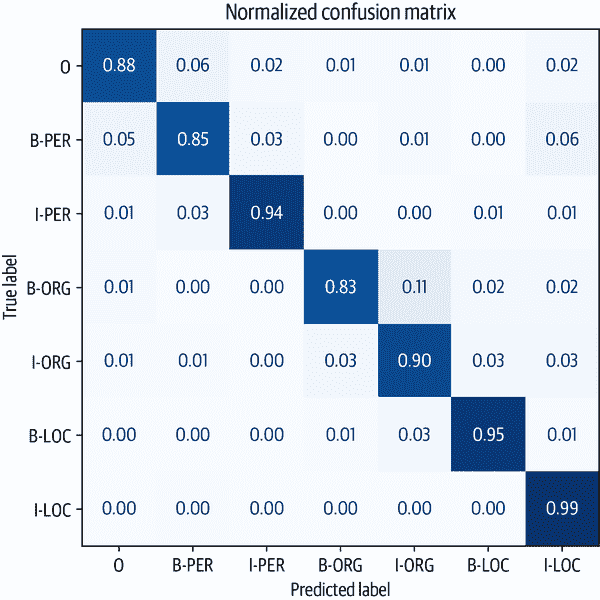 Normalized confusion matrix
O 0.88 0.06 0.02 0.01 0.01 0.00 0.02
B-PER 0.05 0.85 0.03 0.00 0.01 0.00 0.06
I-PER 0.01 0.03 0.94 0.00 0.00 0.01 0.01
B-ORG 0.01 0.00 0.00 0.83 0.11 0.02 0.02
I-ORG 0.01 0.01 0.00 0.03 0.90 0.03 0.03
B-LOC 0.00 0.00 0.00 0.01 0.03 0.95 0.01
I-LOC 0.00 0.00 0.00 0.00 0.00 0.00 0.99
True label
O B-PER I-PER B-ORG I-ORG B-LOC I-LOC
Predicted label